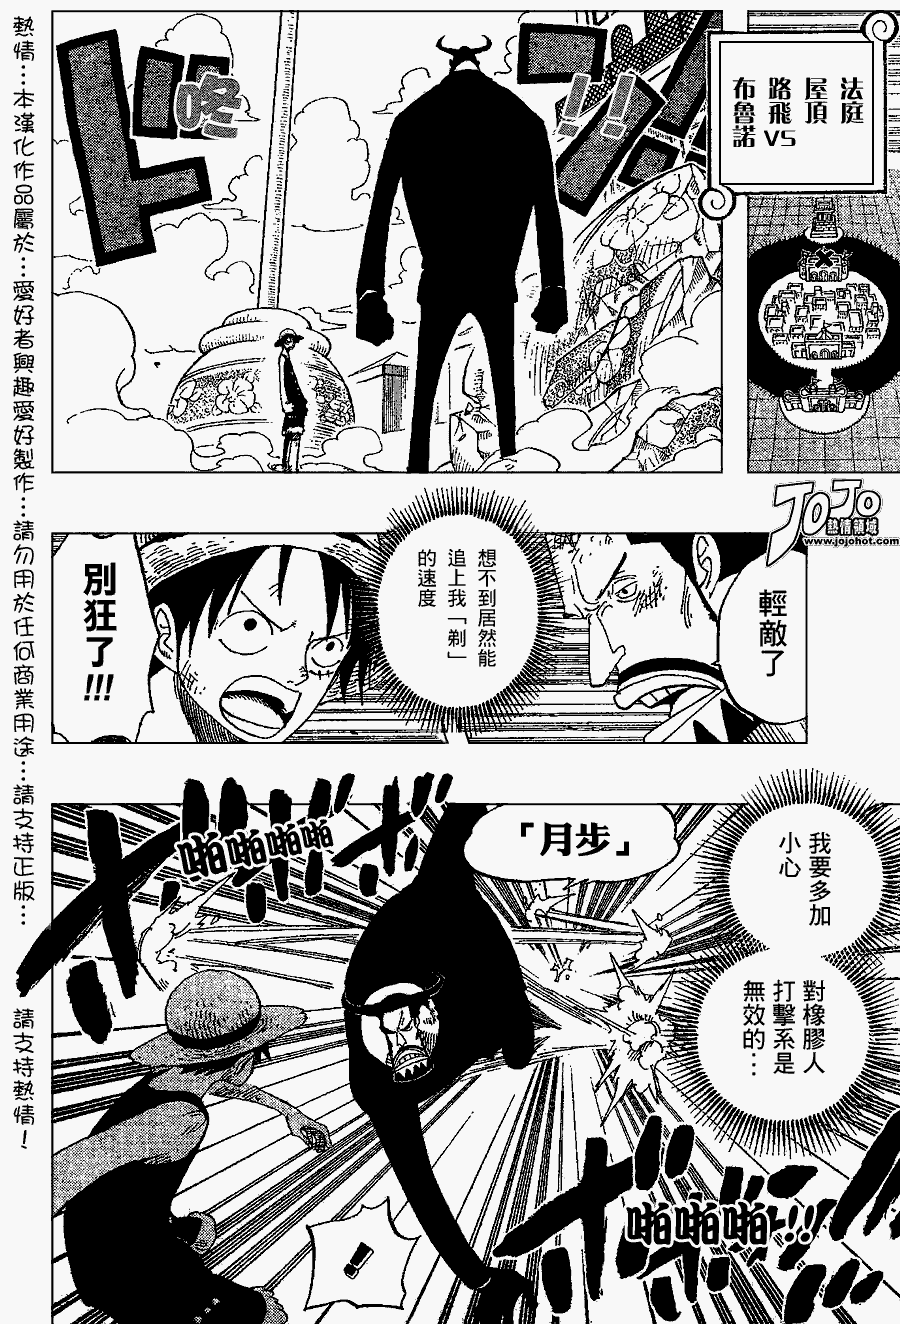 法庭
屋頂
路飛VS
布魯諾
咚!!
JOJO
熱情領域
www.jojohot.com
輕敵了
想不到居然能
追上我「剃」
的速度
別狂了!!!
我要多加
小心
對橡膠人
打擊系是
無效的…
「月步」
啪啪啪啪
!!
啪啪啪!!
熱情…本漢化作品屬於…愛好者興趣愛好製作…請勿用於任何商業用途…請支持正版… 請支持熱情！